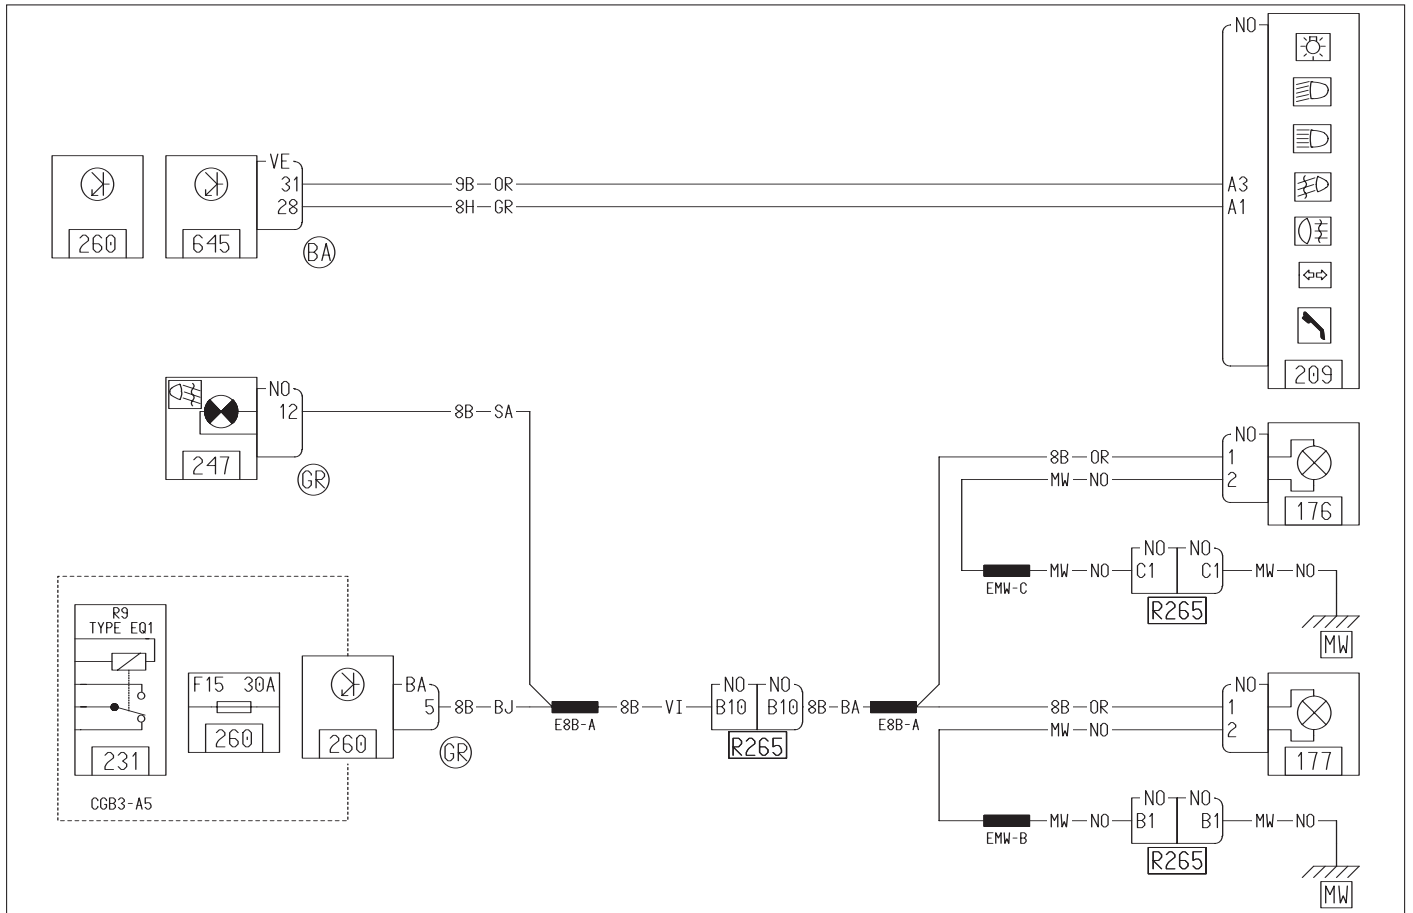 NO
VE
31 9B OR A3
28 8H GR A1
260
645
BA
209
NO
12 8B SA
247
GR
NO
8B OR 1
MW NO 2
176
NO NO
EMW-C MW NO C1 C1 MW NO
R265
MW
R9
TYPE EQ1
F15 30A
BA
5 8B BJ E8B-A 8B VI
NO NO
B10 B10
R265
8B BA E8B-A
NO
8B OR 1
MW NO 2
177
231
260
260
GR
CGB3-A5
NO NO
EMW-B MW NO B1 B1 MW NO
R265
MW